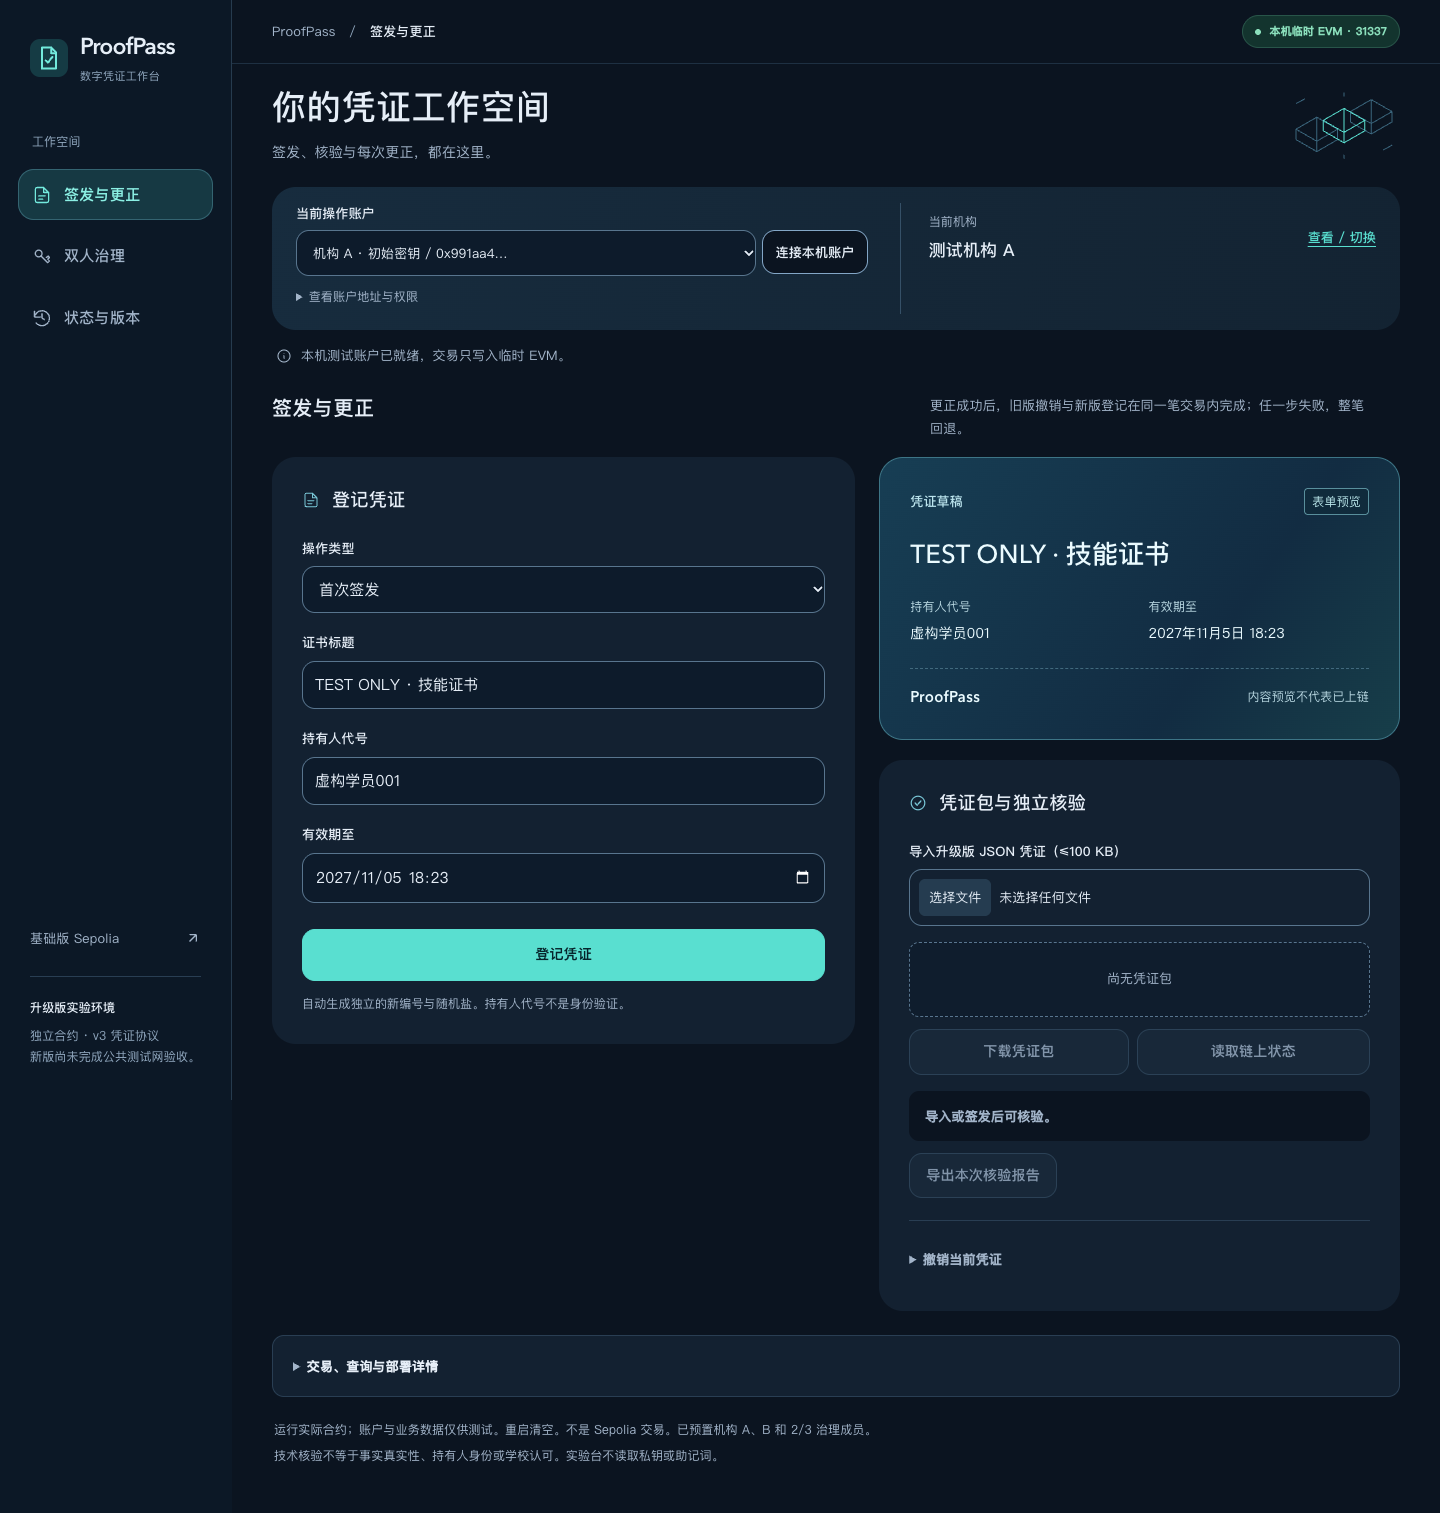 ProofPass
数字凭证工作台
工作空间
签发与更正
双人治理
状态与版本
基础版 Sepolia
升级版实验环境
独立合约 · v3 凭证协议
新版尚未完成公共测试网验收。
ProofPass / 签发与更正
本机临时 EVM · 31337
你的凭证工作空间
签发、核验与每次更正，都在这里。
当前操作账户
机构 A · 初始密钥 / 0x991aa4...
连接本机账户
查看账户地址与权限
当前机构
测试机构 A
查看 / 切换
本机测试账户已就绪，交易只写入临时 EVM。
签发与更正
更正成功后，旧版撤销与新版登记在同一笔交易内完成；任一步失败，整笔
回退。
登记凭证
操作类型
首次签发
证书标题
TEST ONLY · 技能证书
持有人代号
虚构学员001
有效期至
2027/11/05 18:23
登记凭证
自动生成独立的新编号与随机盐。持有人代号不是身份验证。
凭证草稿
表单预览
TEST ONLY · 技能证书
持有人代号
虚构学员001
有效期至
2027年11月5日 18:23
ProofPass
内容预览不代表已上链
凭证包与独立核验
导入升级版 JSON 凭证（≤100 KB）
选择文件 未选择任何文件
尚无凭证包
下载凭证包
读取链上状态
导入或签发后可核验。
导出本次核验报告
撤销当前凭证
交易、查询与部署详情
运行实际合约；账户与业务数据仅供测试。重启清空。不是 Sepolia 交易。已预置机构 A、B 和 2/3 治理成员。
技术核验不等于事实真实性、持有人身份或学校认可。实验台不读取私钥或助记词。